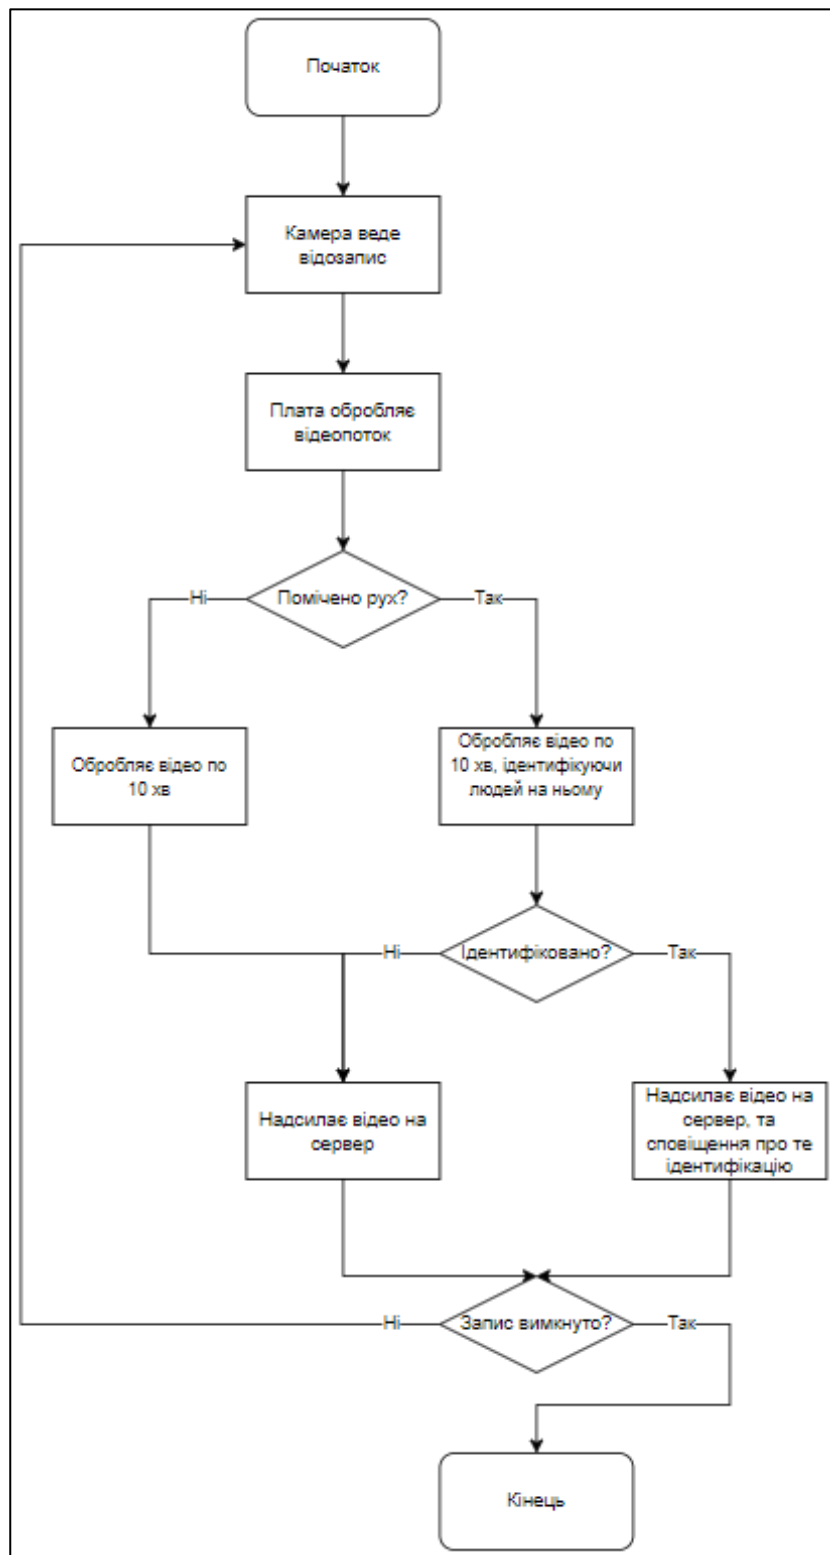 Початок
Камера веде
відозапис
Плата обробляє
відеопоток
Помічено рух?
Ні
Так
Обробляє відео по
10 хв
Обробляє відео по
10 хв, ідентифікуючи
людей на ньому
Ідентифіковано?
Ні
Так
Надсилає відео на
сервер
Надсилає відео на
сервер, та
сповіщення про те
ідентифікацію
Запис вимкнуто?
Ні
Так
Кінець